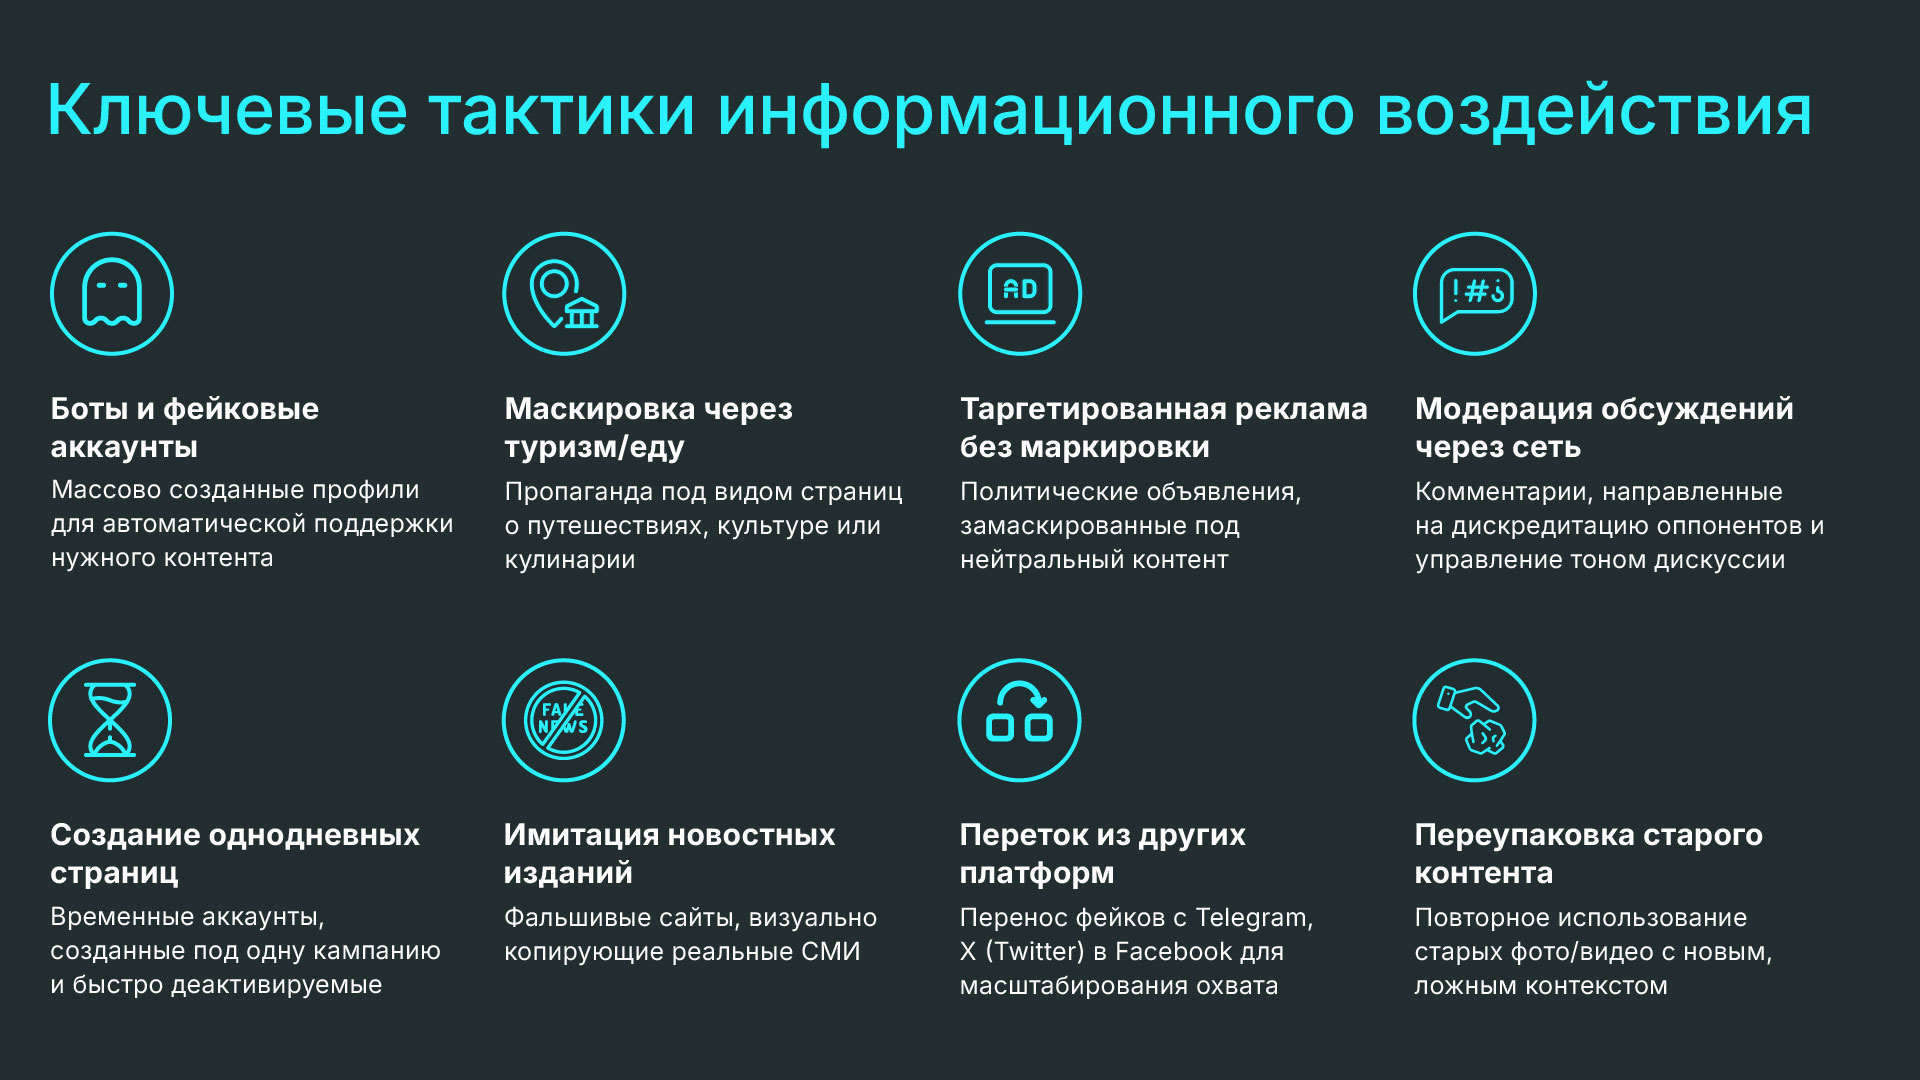 Ключевые тактики информационного воздействия
AD
!#¿
Боты и фейковые
аккаунты
Массово созданные профили
для автоматической поддержки
нужного контента
Маскировка через
туризм/еду
Пропаганда под видом страниц
о путешествиях, культуре или
кулинарии
Таргетированная реклама
без маркировки
Политические объявления,
замаскированные под
нейтральный контент
Модерация обсуждений
через сеть
Комментарии, направленные
на дискредитацию оппонентов и
управление тоном дискуссии
FAKE
NEWS
Создание однодневных
страниц
Временные аккаунты,
созданные под одну кампанию
и быстро деактивируемые
Имитация новостных
изданий
Фальшивые сайты, визуально
копирующие реальные СМИ
Переток из других
платформ
Перенос фейков с Telegram,
X (Twitter) в Facebook для
масштабирования охвата
Переупаковка старого
контента
Повторное использование
старых фото/видео с новым,
ложным контекстом